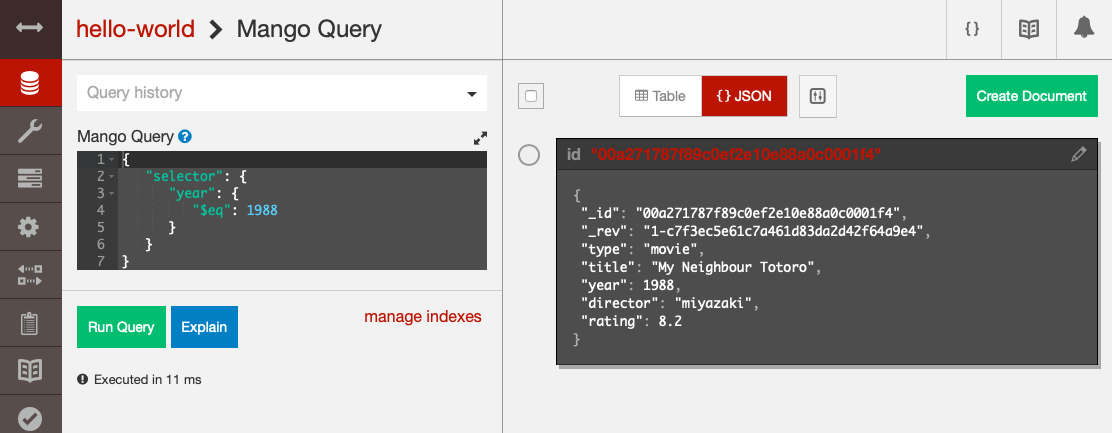 hello-world > Mango Query
Query history
Mango Query ?
1 {
2 "selector": {
3 "year": {
4 "$eq": 1988
5 }
6 }
7 }
Run Query
Explain
manage indexes
Executed in 11 ms
{}
Table
{} JSON
Create Document
id "00a271787f89c0ef2e10e88a0c0001f4"
{
"_id": "00a271787f89c0ef2e10e88a0c0001f4",
"_rev": "1-c7f3ec5e61c7a461d83da2d42f64a9e4",
"type": "movie",
"title": "My Neighbour Totoro",
"year": 1988,
"director": "miyazaki",
"rating": 8.2
}